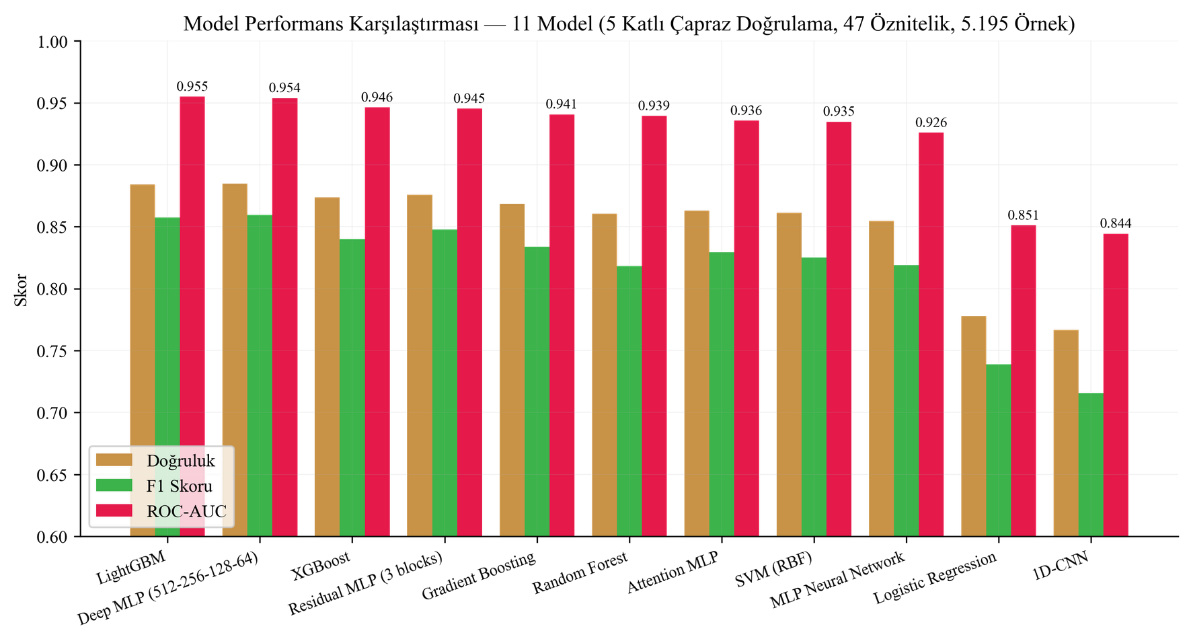 Model Performans Karşılaştırması — 11 Model (5 Katlı Çapraz Doğrulama, 47 Öznitelik, 5.195 Örnek)
1.00
0.95
0.90
0.85
0.80
0.75
0.70
0.65
0.60
Skor
0.955
0.954
0.946
0.945
0.941
0.939
0.936
0.935
0.926
0.851
0.844
Doğruluk
F1 Skoru
ROC-AUC
LightGBM
Deep MLP (512-256-128-64)
XGBoost
Residual MLP (3 blocks)
Gradient Boosting
Random Forest
Attention MLP
SVM (RBF)
MLP Neural Network
Logistic Regression
ID-CNN